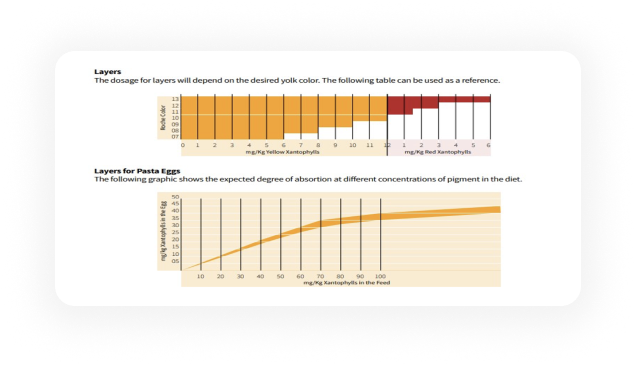 Layers
The dosage for layers will depend on the desired yolk color. The following table can be used as a reference.
Roche Color
13
12
11
10
09
08
07
0 1 2 3 4 5 6 7 8 9 10 11 12 1 2 3 4 5 6
mg/Kg Yellow Xantophylls mg/Kg Red Xantophylls
Layers for Pasta Eggs
The following graphic shows the expected degree of absortion at different concentrations of pigment in the diet.
mg/kg Xantophylls in the Egg
50
45
40
35
30
25
20
15
10
05
10 20 30 40 50 60 70 80 90 100
mg/Kg Xantophylls in the Feed